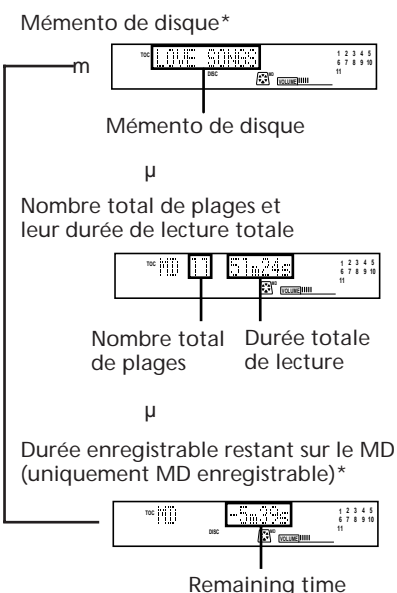 Mémento de disque*
m
TOC LOVE SONGS 1 2 3 4 5
6 7 8 9 10
11
DISC MD VOLUME
Mémento de disque
µ
Nombre total de plages et
leur durée de lecture totale
TOC MD 11 51m24s 1 2 3 4 5
6 7 8 9 10
11
MD VOLUME
Nombre total
de plages
Durée totale
de lecture
µ
Durée enregistrable restant sur le MD
(uniquement MD enregistrable)*
TOC MD -5m29s 1 2 3 4 5
6 7 8 9 10
11
DISC MD VOLUME
Remaining time